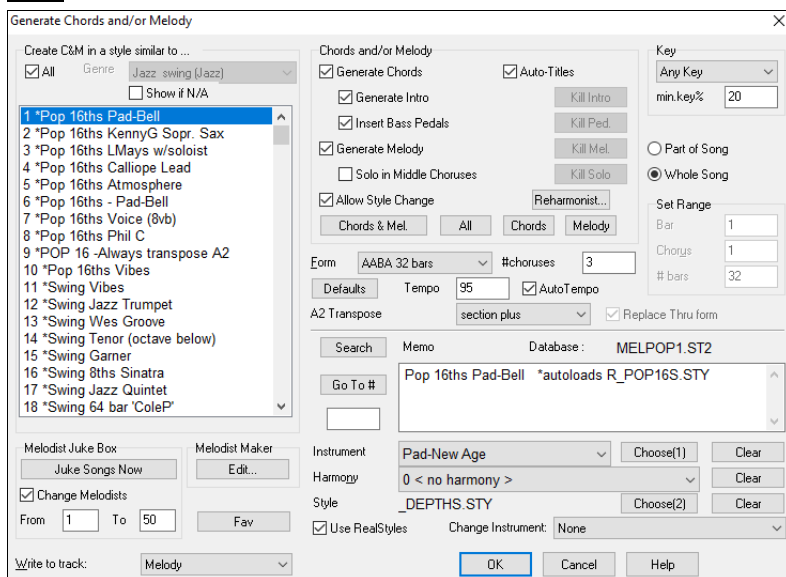 Generate Chords and/or Melody
Create C&M in a style similar to ...
All Genre Jazz swing (Jazz)
Show if N/A
1 *Pop 16ths Pad-Bell
2 *Pop 16ths KennyG Sopr. Sax
3 *Pop 16ths LMays w/soloist
4 *Pop 16ths Calliope Lead
5 *Pop 16ths Atmosphere
6 *Pop 16ths - Pad-Bell
7 *Pop 16ths Voice (8vb)
8 *Pop 16ths Phil C
9 *POP 16 -Always transpose A2
10 *Pop 16ths Vibes
11 *Swing Vibes
12 *Swing Jazz Trumpet
13 *Swing Wes Groove
14 *Swing Tenor (octave below)
15 *Swing Garner
16 *Swing 8ths Sinatra
17 *Swing Jazz Quintet
18 *Swing 64 bar 'ColeP'
Melodist Juke Box
Juke Songs Now
Change Melodists
From 1 To 50
Melodist Maker
Edit...
Fav
Write to track: Melody
Chords and/or Melody
Generate Chords Auto-Titles
Generate Intro Kill Intro
Insert Bass Pedals Kill Ped.
Generate Melody Kill Mel.
Solo in Middle Choruses Kill Solo
Allow Style Change Reharmonist...
Chords & Mel. All Chords Melody
Key
Any Key
min.key% 20
Part of Song
Whole Song
Set Range
Bar 1
Chorus 1
# bars 32
Form AABA 32 bars #choruses 3
Defaults Tempo 95 AutoTempo
A2 Transpose section plus Replace Thru form
Search Memo Database : MELPOP1.ST2
Go To #
Pop 16ths Pad-Bell *autoloads R_POP16S.STY
Instrument Pad-New Age Choose(1) Clear
Harmony 0 < no harmony > Clear
Style _DEPTHS.STY Choose(2) Clear
Use RealStyles Change Instrument: None
OK Cancel Help